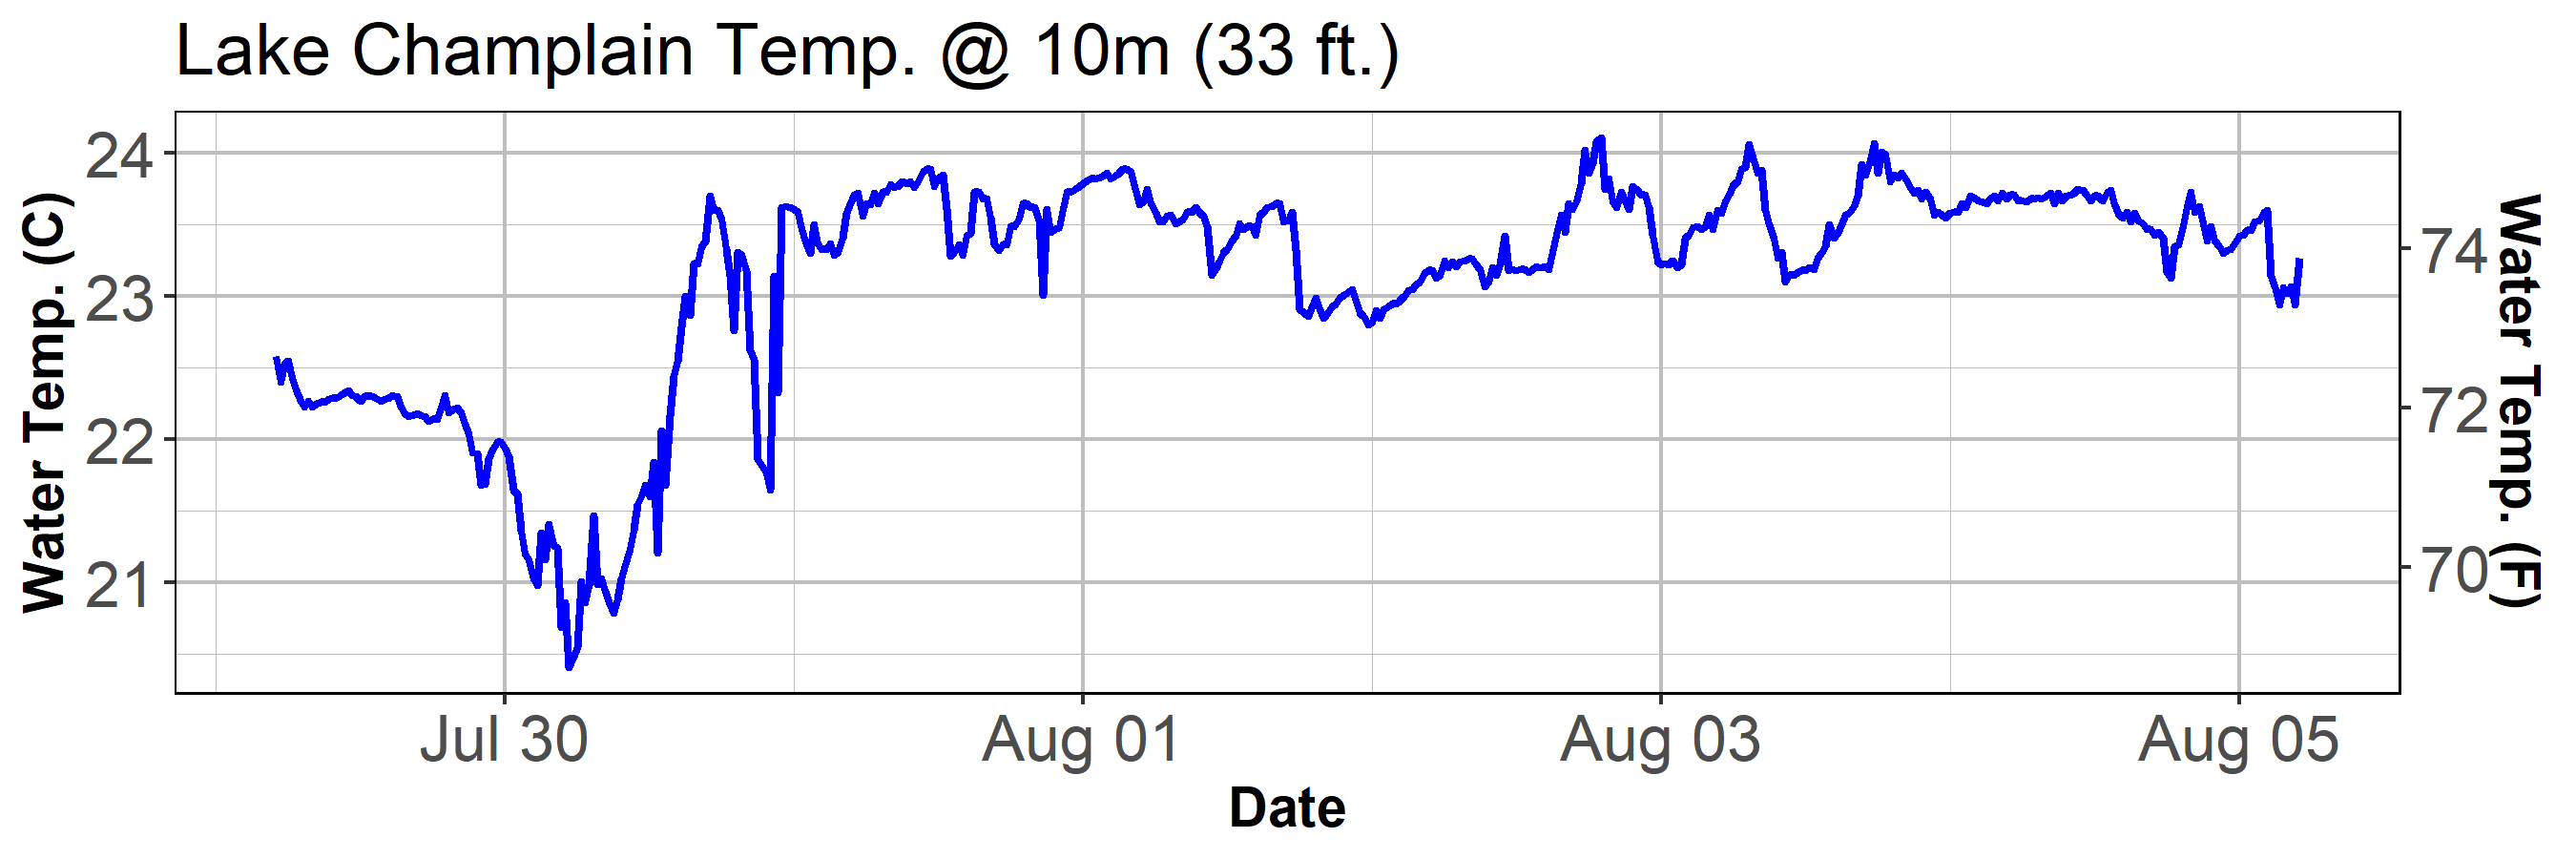 Lake Champlain Temp. @ 10m (33 ft.)
Water Temp. (C)
24
23
22
21
74
72
70
Water Temp. (F)
Jul 30
Aug 01
Aug 03
Aug 05
Date